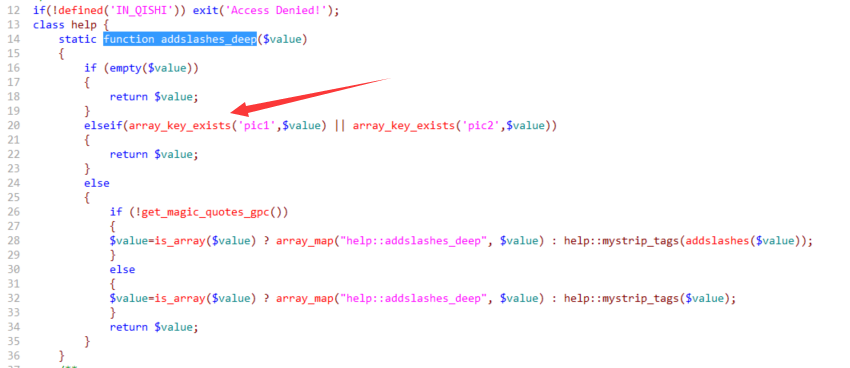 12 if(!defined('IN_QISHI')) exit('Access Denied!');
13 class help {
14 static function addslashes_deep($value)
15 {
16 if (empty($value))
17 {
18 return $value;
19 }
20 elseif(array_key_exists('pic1',$value) || array_key_exists('pic2',$value))
21 {
22 return $value;
23 }
24 else
25 {
26 if (!get_magic_quotes_gpc())
27 {
28 $value=is_array($value) ? array_map("help::addslashes_deep", $value) : help::mystrip_tags(addslashes($value));
29 }
30 else
31 {
32 $value=is_array($value) ? array_map("help::addslashes_deep", $value) : help::mystrip_tags($value);
33 }
34 return $value;
35 }
36 }